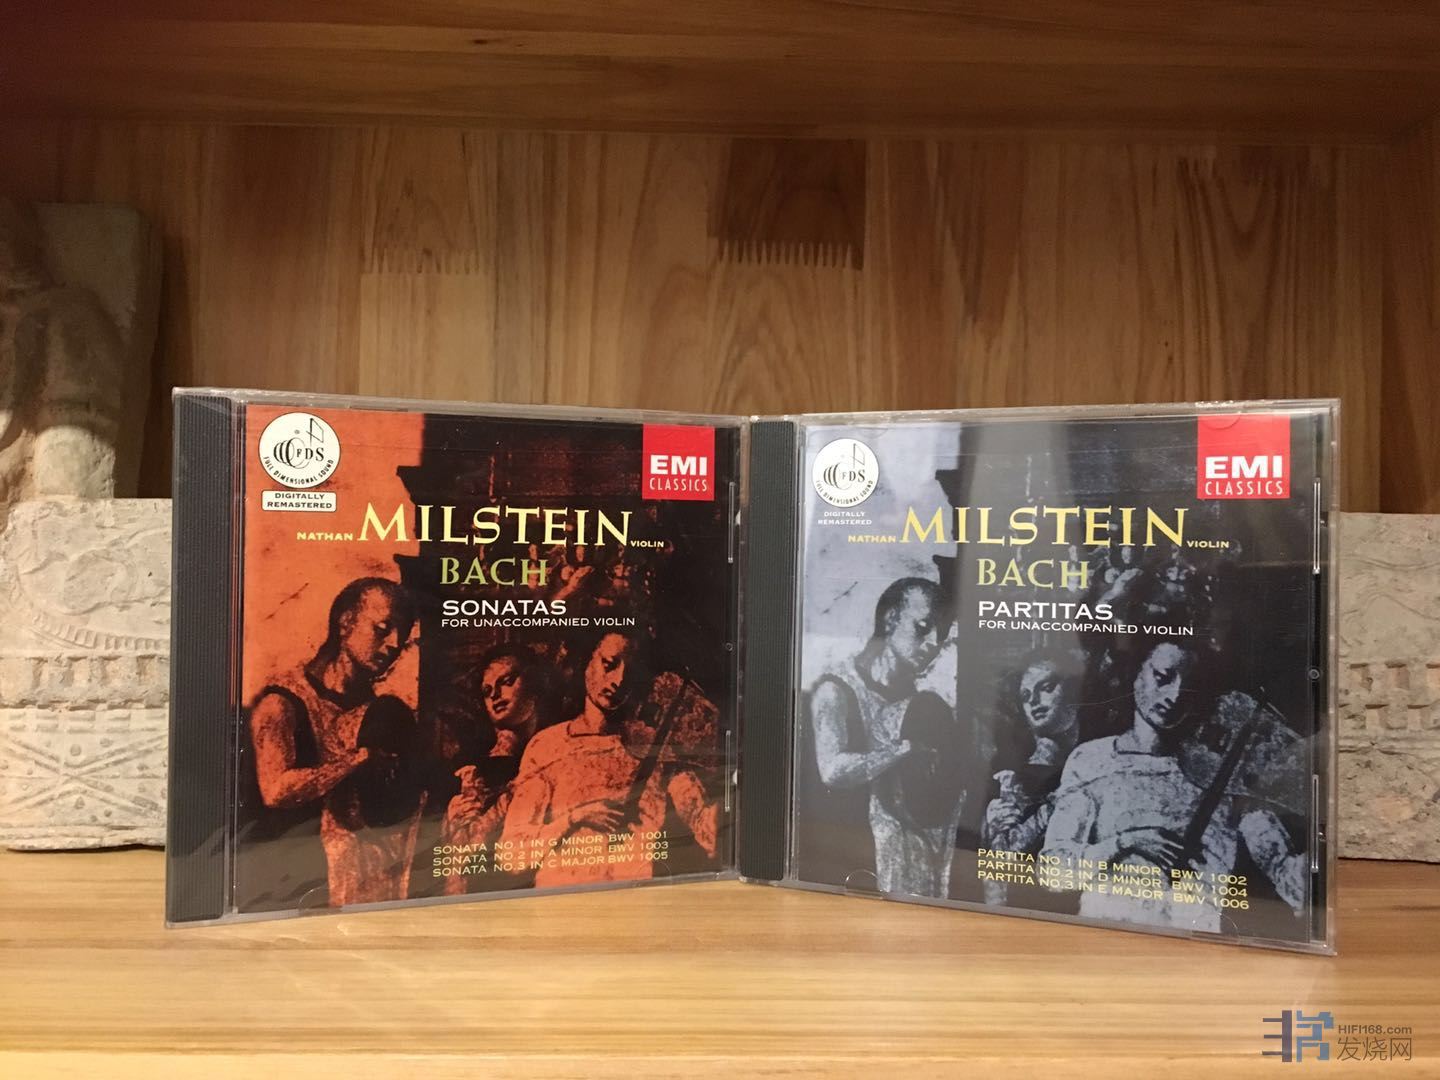 FDS
FULL DIMENSIONAL SOUND
DIGITALLY
REMASTERED
EMI
CLASSICS
NATHAN MILSTEIN VIOLIN
BACH
SONATAS
FOR UNACCOMPANIED VIOLIN
SONATA NO.1 IN G MINOR BWV 1001
SONATA NO.2 IN A MINOR BWV 1003
SONATA NO.3 IN C MAJOR BWV 1005
FDS
FULL DIMENSIONAL SOUND
DIGITALLY
REMASTERED
EMI
CLASSICS
NATHAN MILSTEIN VIOLIN
BACH
PARTITAS
FOR UNACCOMPANIED VIOLIN
PARTITA NO.1 IN B MINOR BWV 1002
PARTITA NO.2 IN D MINOR BWV 1004
PARTITA NO.3 IN E MAJOR BWV 1006
HIFI168.com
发烧网